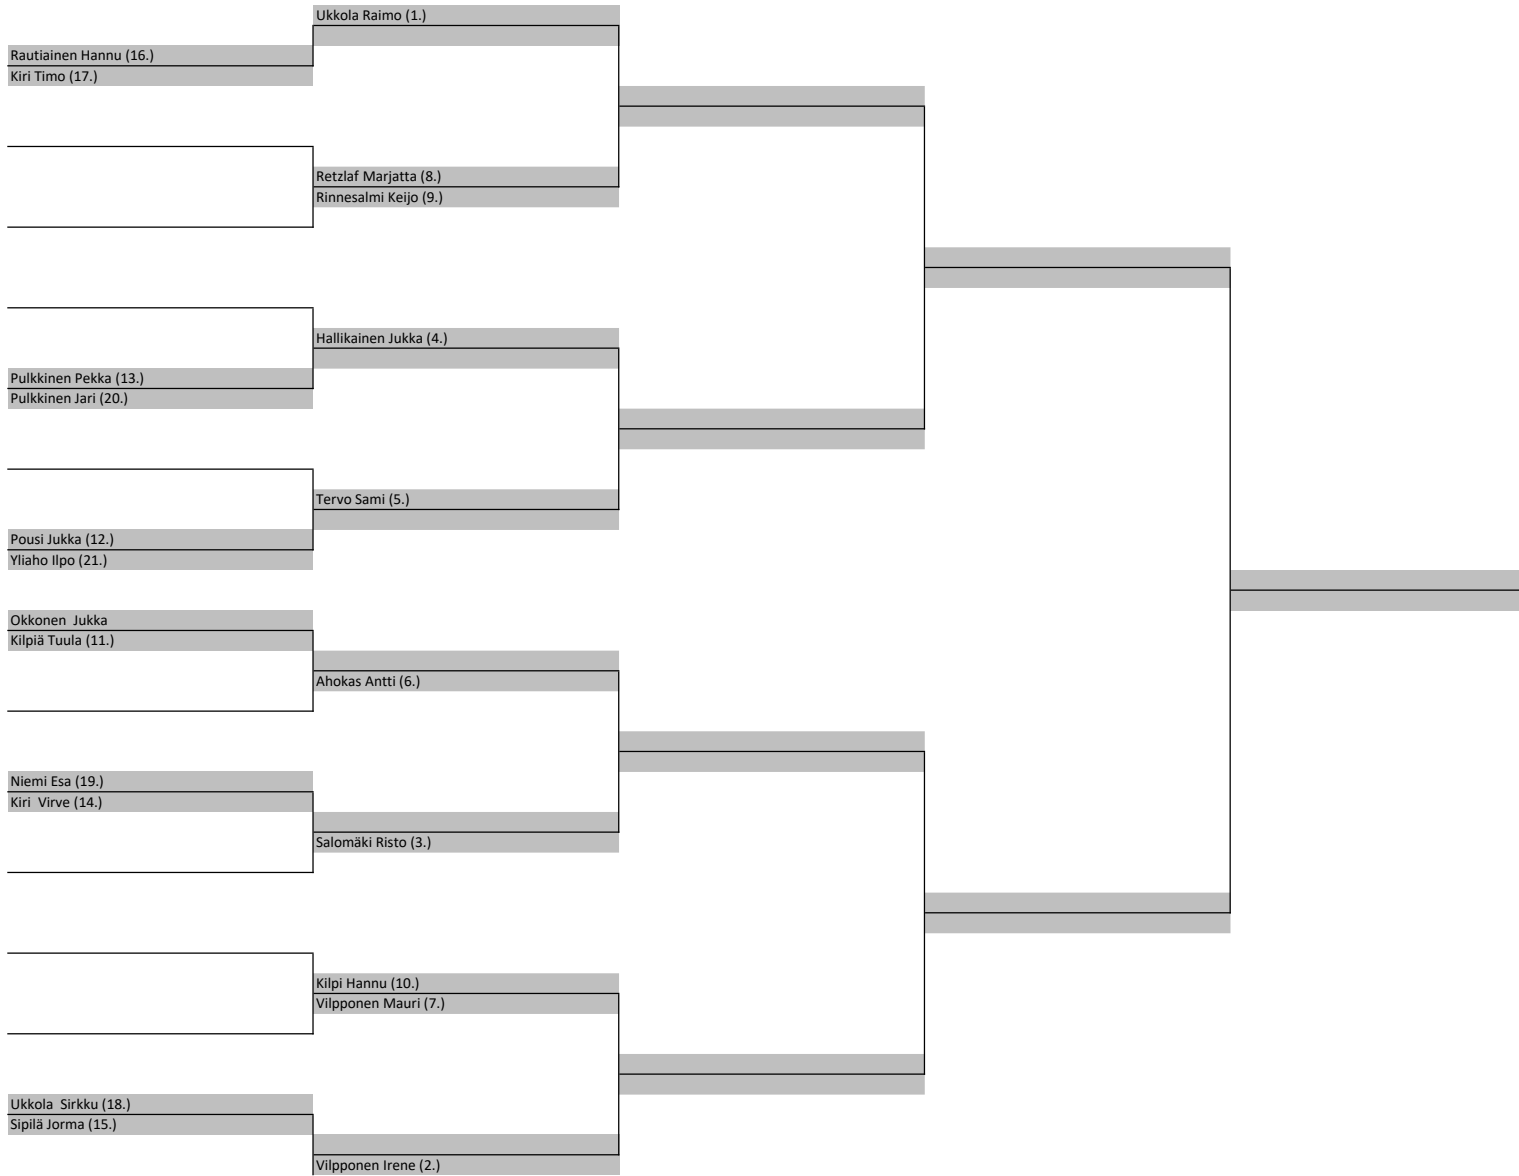 Ukkola Raimo (1.)
Rautiainen Hannu (16.)
Kiri Timo (17.)
Retzlaf Marjatta (8.)
Rinnesalmi Keijo (9.)
Hallikainen Jukka (4.)
Pulkkinen Pekka (13.)
Pulkkinen Jari (20.)
Tervo Sami (5.)
Pousi Jukka (12.)
Yliaho Ilpo (21.)
Okkonen  Jukka
Kilpiä Tuula (11.)
Ahokas Antti (6.)
Niemi Esa (19.)
Kiri  Virve (14.)
Salomäki Risto (3.)
Kilpi Hannu (10.)
Vilpponen Mauri (7.)
Ukkola  Sirkku (18.)
Sipilä Jorma (15.)
Vilpponen Irene (2.)